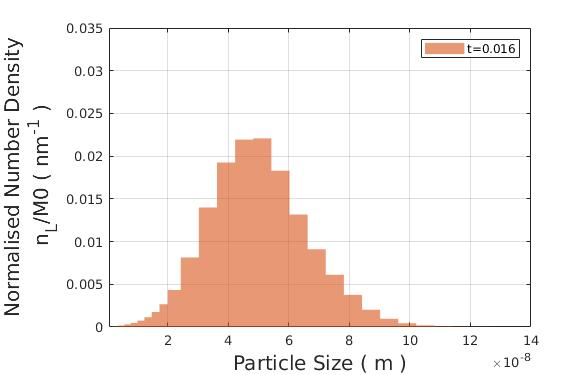 Normalised Number Density
n_L/M0 ( nm^-1 )
0.035
0.03
0.025
0.02
0.015
0.01
0.005
0
t=0.016
2 4 6 8 10 12 14
×10^-8
Particle Size ( m )